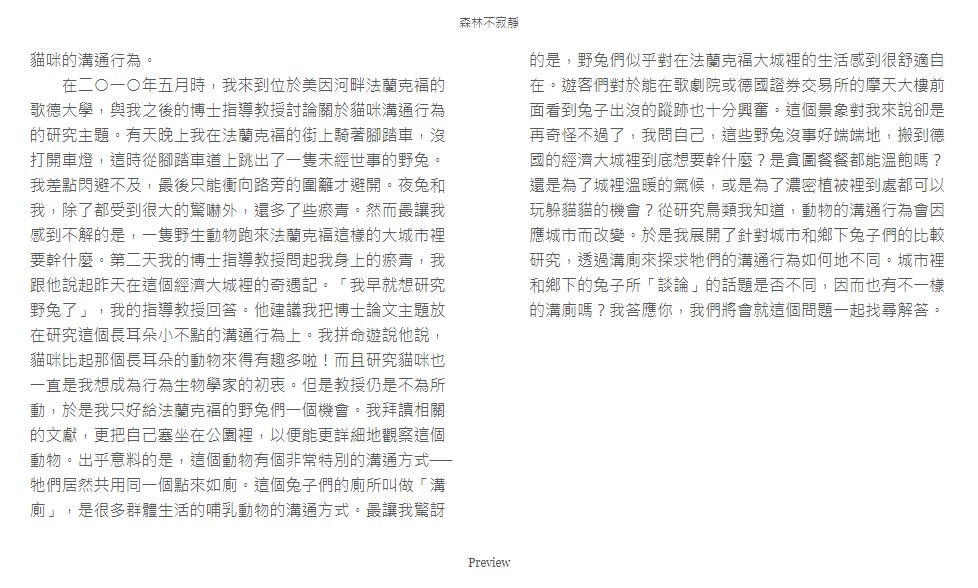 森林不寂靜
貓咪的溝通行為。
在二〇一〇年五月時，我來到位於美因河畔法蘭克福的
歌德大學，與我之後的博士指導教授討論關於貓咪溝通行為
的研究主題。有天晚上我在法蘭克福的街上騎著腳踏車，沒
打開車燈，這時從腳踏車道上跳出了一隻未經世事的野兔。
我差點閃避不及，最後只能衝向路旁的圍籬才避開。夜兔和
我，除了都受到很大的驚嚇外，還多了些瘀青。然而最讓我
感到不解的是，一隻野生動物跑來法蘭克福這樣的大城市裡
要幹什麼。第二天我的博士指導教授問起我身上的瘀青，我
跟他說起昨天在這個經濟大城裡的奇遇記。「我早就想研究
野兔了」，我的指導教授回答。他建議我把博士論文主題放
在研究這個長耳朵小不點的溝通行為上。我拼命遊說他說，
貓咪比起那個長耳朵的動物來得有趣多啦！而且研究貓咪也
一直是我想成為行為生物學家的初衷。但是教授仍是不為所
動，於是我只好給法蘭克福的野兔們一個機會。我拜讀相關
的文獻，更把自己塞坐在公園裡，以便能更詳細地觀察這個
動物。出乎意料的是，這個動物有個非常特別的溝通方式──
牠們居然共用同一個點來如廁。這個兔子們的廁所叫做「溝
廁」，是很多群體生活的哺乳動物的溝通方式。最讓我驚訝
的是，野兔們似乎對在法蘭克福大城裡的生活感到很舒適自
在。遊客們對於能在歌劇院或德國證券交易所的摩天大樓前
面看到兔子出沒的蹤跡也十分興奮。這個景象對我來說卻是
再奇怪不過了，我問自己，這些野兔沒事好端端地，搬到德
國的經濟大城裡到底想要幹什麼？是貪圖餐餐都能溫飽嗎？
還是為了城裡溫暖的氣候，或是為了濃密植被裡到處都可以
玩躲貓貓的機會？從研究鳥類我知道，動物的溝通行為會因
應城市而改變。於是我展開了針對城市和鄉下兔子們的比較
研究，透過溝廁來探求牠們的溝通行為如何地不同。城市裡
和鄉下的兔子所「談論」的話題是否不同，因而也有不一樣
的溝廁嗎？我答應你，我們將會就這個問題一起找尋解答。
Preview